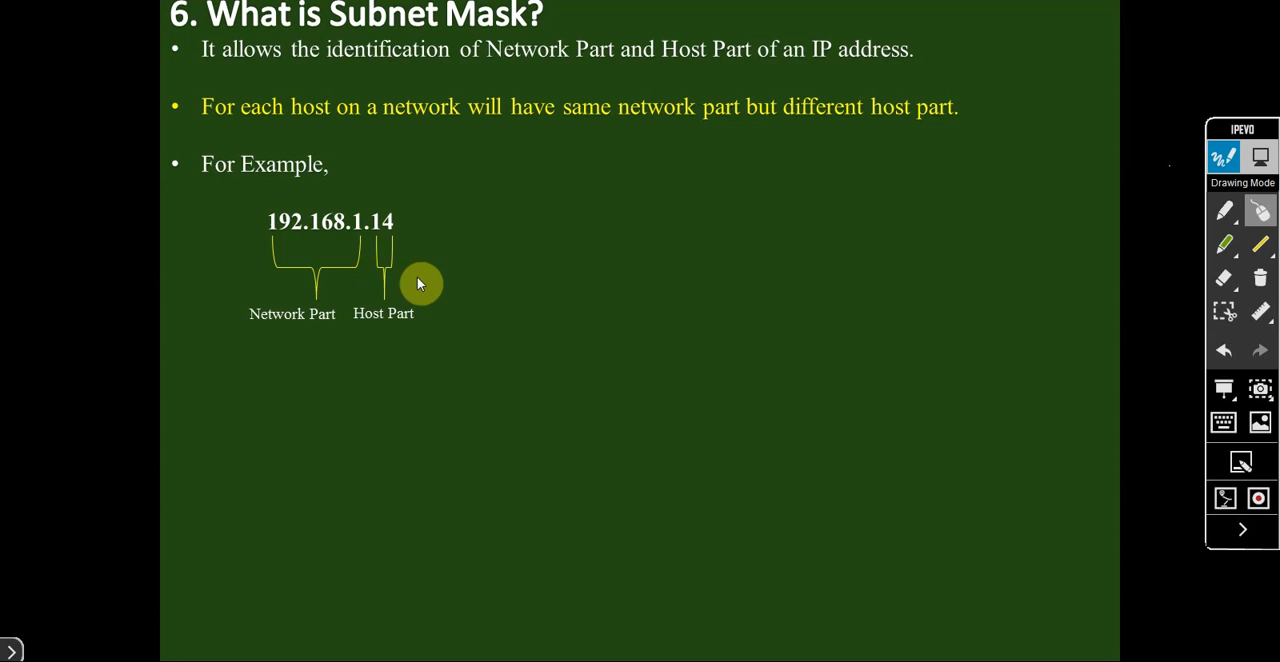 6. What is Subnet Mask?
• It allows the identification of Network Part and Host Part of an IP address.
• For each host on a network will have same network part but different host part.
• For Example,
192.168.1.14
Network Part Host Part
IPEVO
Drawing Mode